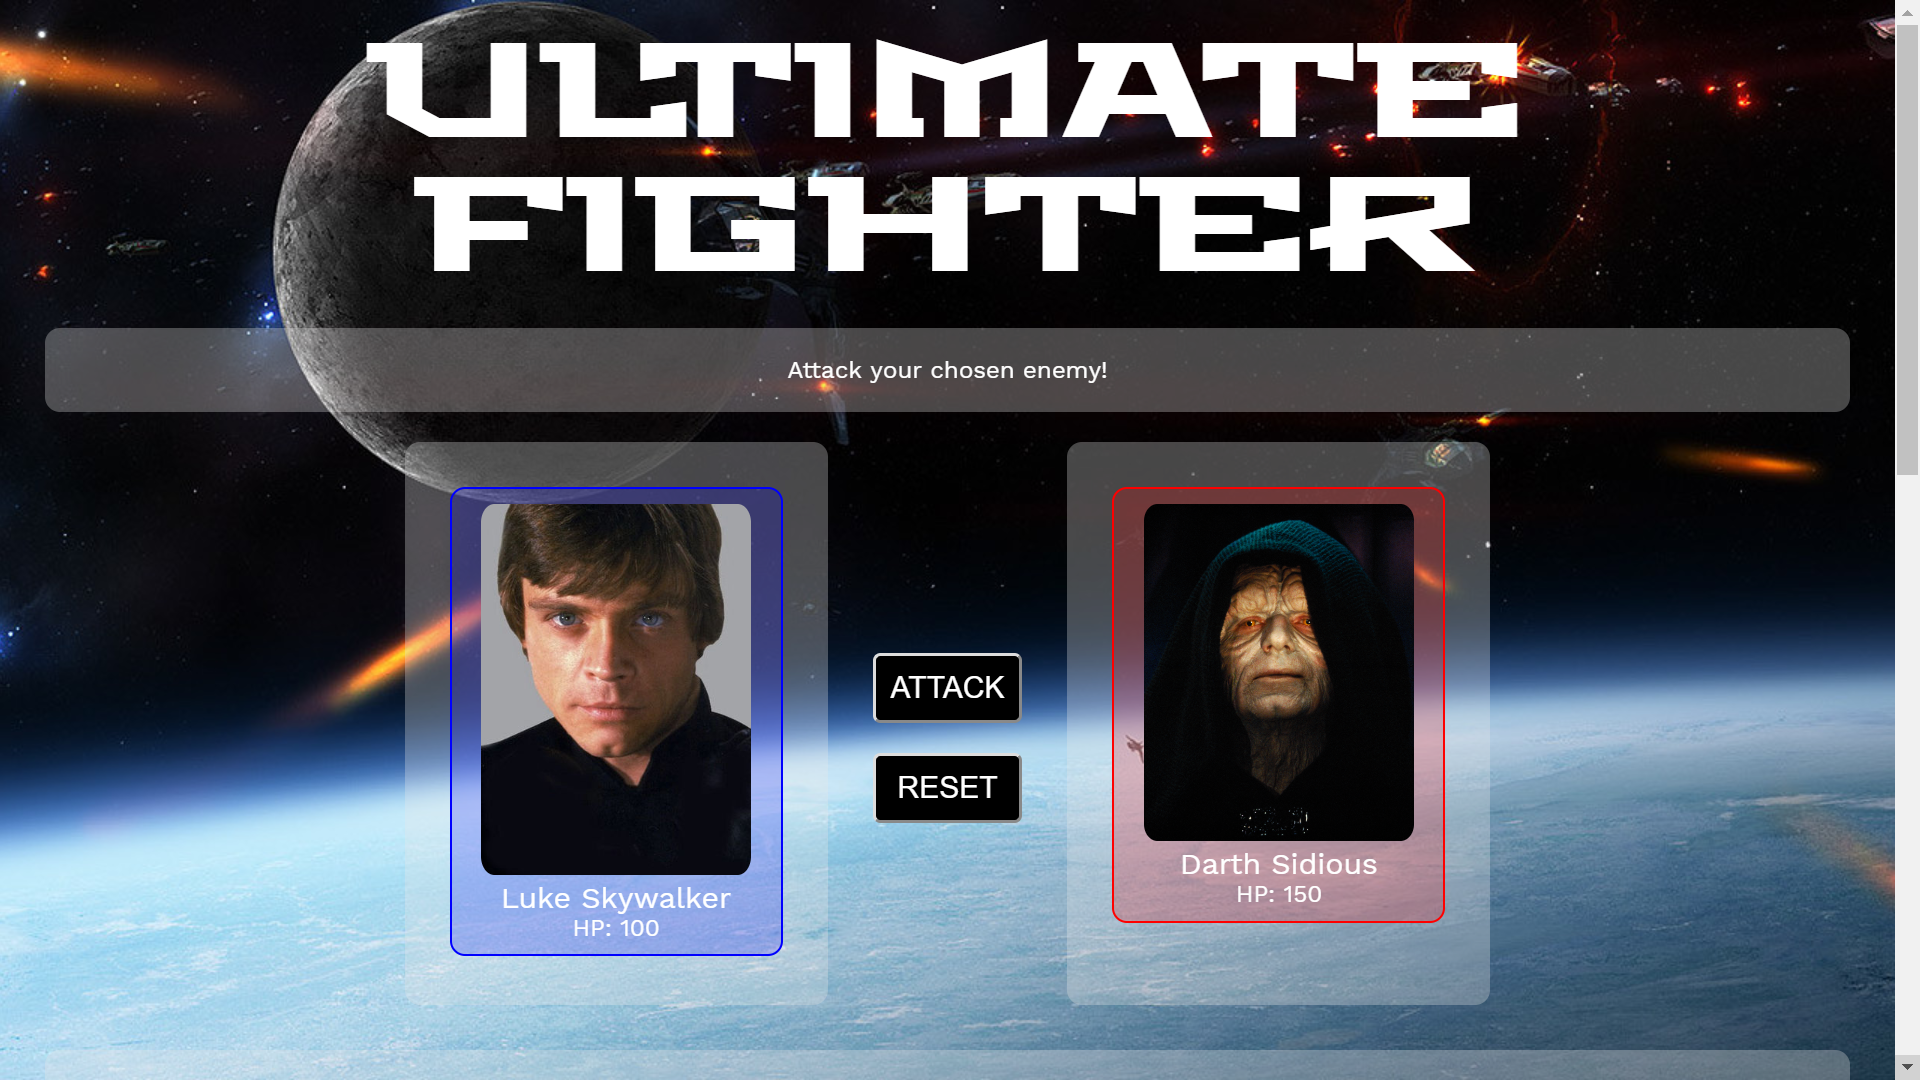 ULTIMATE
FIGHTER
Attack your chosen enemy!
ATTACK
RESET
Luke Skywalker
HP: 100
Darth Sidious
HP: 150